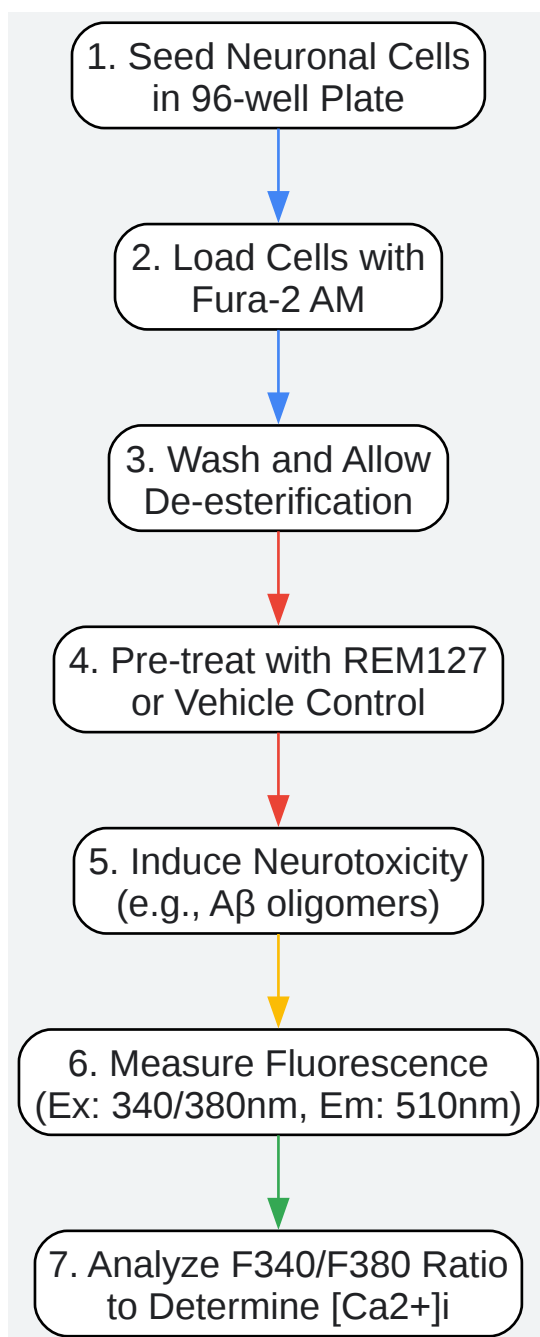 1. Seed Neuronal Cells
in 96-well Plate
2. Load Cells with
Fura-2 AM
3. Wash and Allow
De-esterification
4. Pre-treat with REM127
or Vehicle Control
5. Induce Neurotoxicity
(e.g., Aβ oligomers)
6. Measure Fluorescence
(Ex: 340/380nm, Em: 510nm)
7. Analyze F340/F380 Ratio
to Determine [Ca2+]i